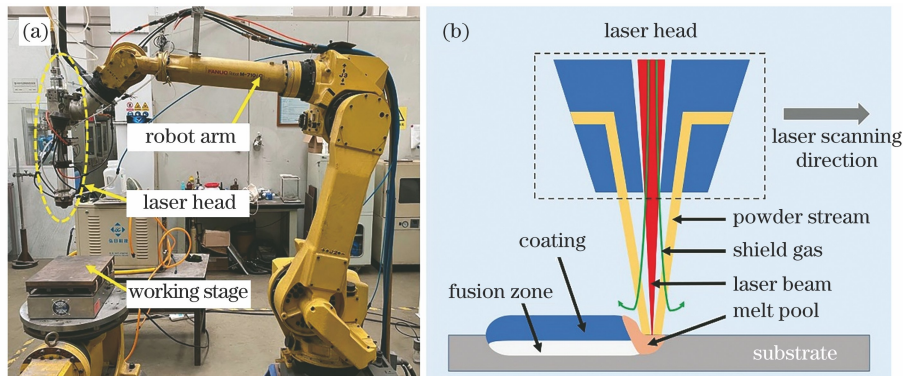 (a)
robot arm
laser head
working stage
(b)
laser head
laser scanning
direction
powder stream
shield gas
laser beam
melt pool
coating
fusion zone
substrate